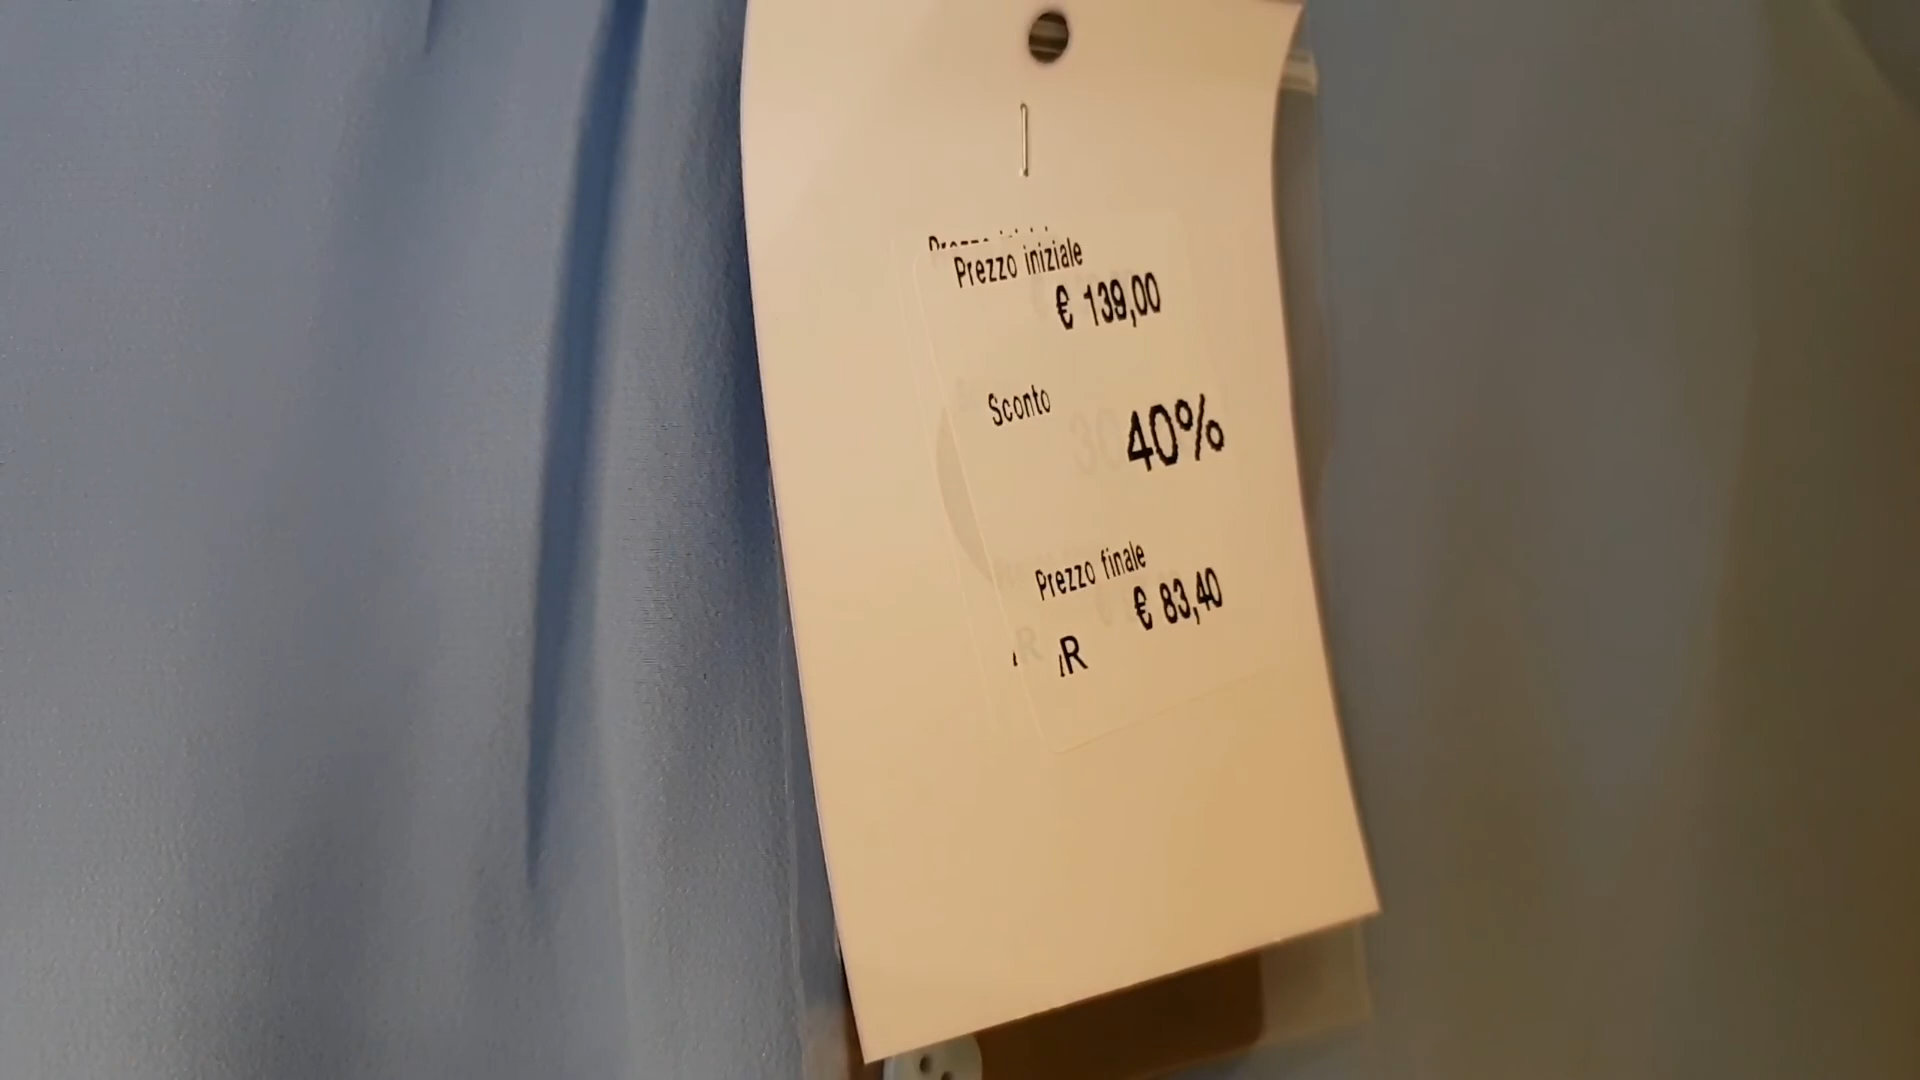 Prezzo iniziale
€ 139,00
Sconto
40%
Prezzo finale
€ 83,40
R